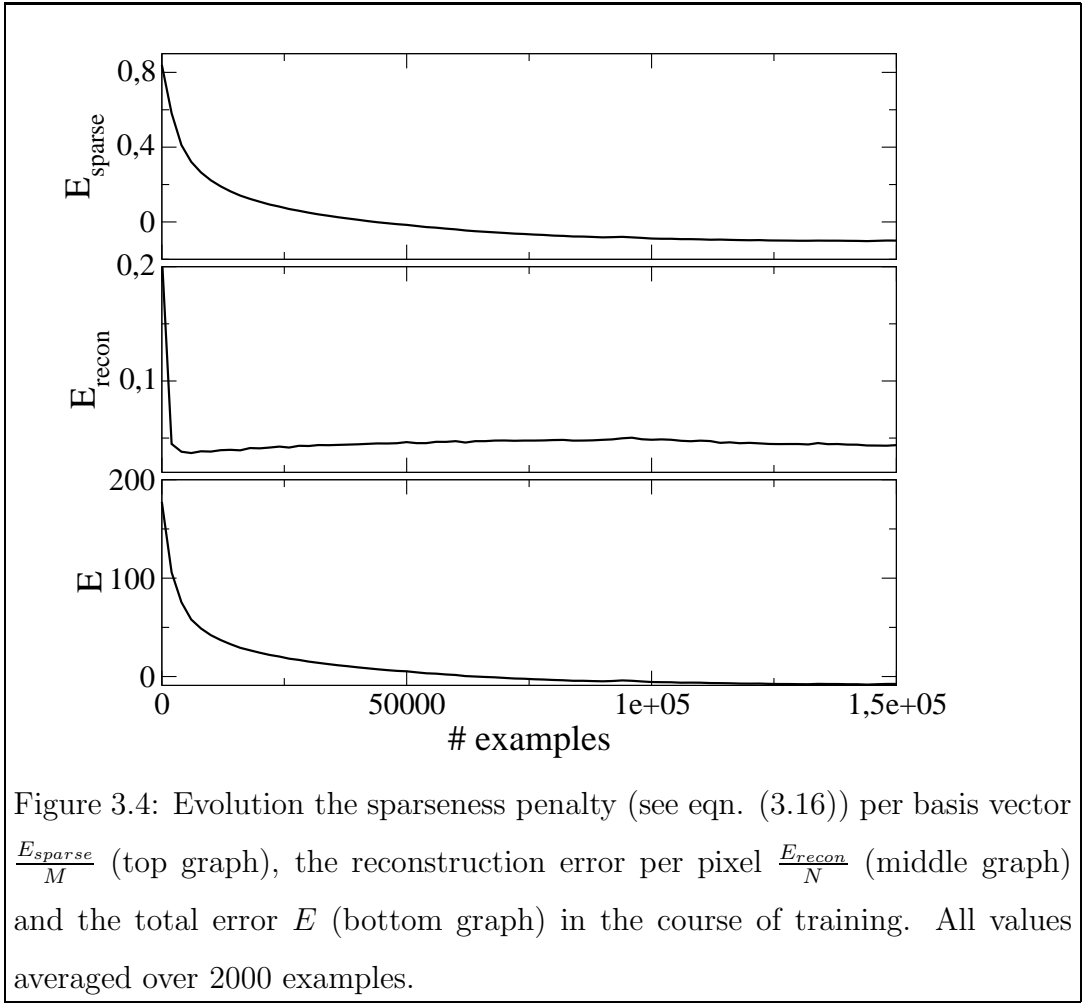 0,8
0,4
0
E_sparse
0,2
0,1
E_recon
200
100
0
E
0 50000 1e+05 1,5e+05
# examples
Figure 3.4: Evolution the sparseness penalty (see eqn. (3.16)) per basis vector
E_sparse/M (top graph), the reconstruction error per pixel E_recon/N (middle graph)
and the total error E (bottom graph) in the course of training. All values
averaged over 2000 examples.